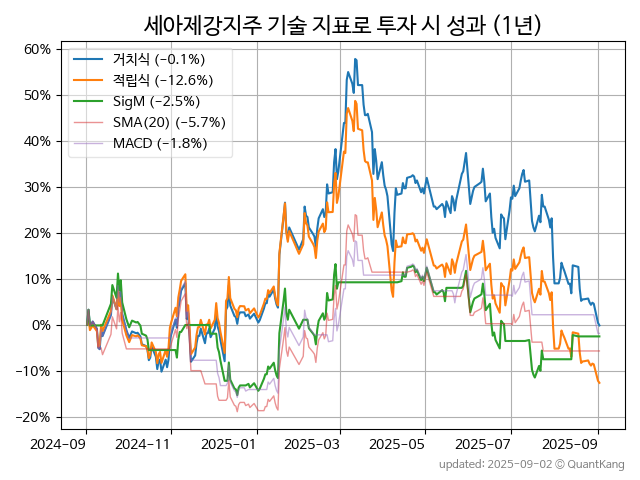 세아제강지주 기술 지표로 투자 시 성과 (1년)
거치식 (−0.1%)
적립식 (−12.6%)
SigM (−2.5%)
SMA(20) (−5.7%)
MACD (−1.8%)
60%
50%
40%
30%
20%
10%
0%
−10%
−20%
2024-09
2024-11
2025-01
2025-03
2025-05
2025-07
2025-09
updated: 2025-09-02 © QuantKang